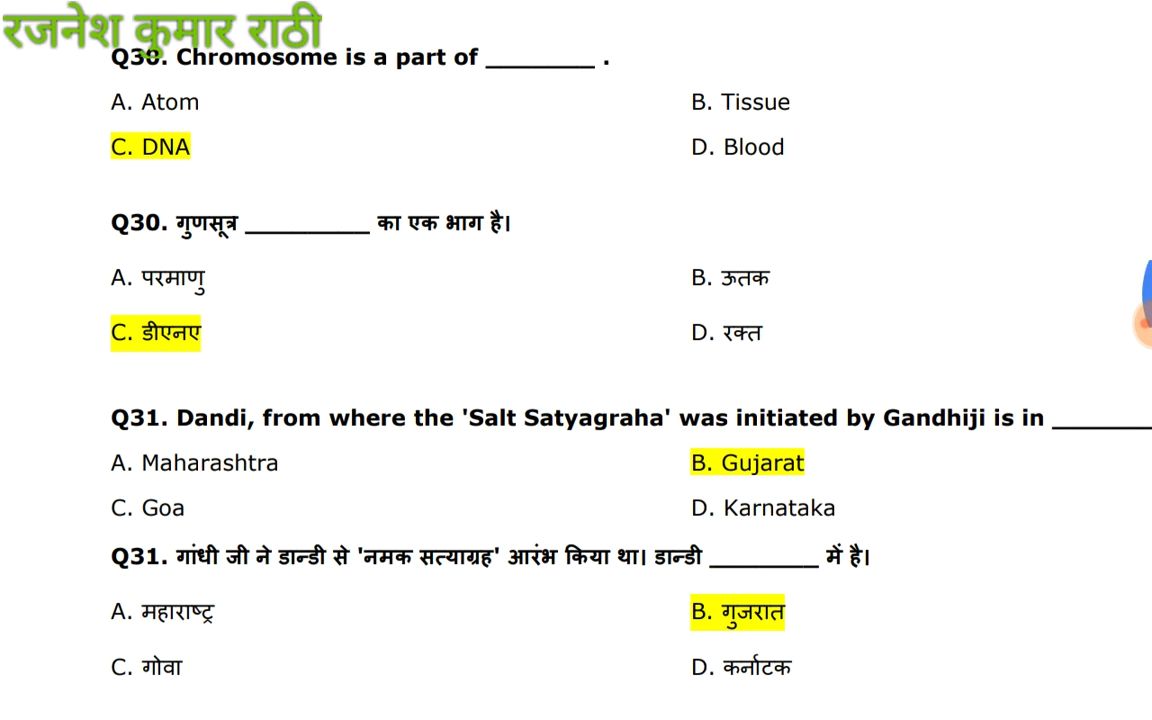 रजनेश कुमार राठी
Q30. Chromosome is a part of ________ .
A. Atom B. Tissue
C. DNA D. Blood
Q30. गुणसूत्र _________ का एक भाग है।
A. परमाणु B. ऊतक
C. डीएनए D. रक्त
Q31. Dandi, from where the 'Salt Satyagraha' was initiated by Gandhiji is in _______
A. Maharashtra B. Gujarat
C. Goa D. Karnataka
Q31. गांधी जी ने डान्डी से 'नमक सत्याग्रह' आरंभ किया था। डान्डी ________ में है।
A. महाराष्ट्र B. गुजरात
C. गोवा D. कर्नाटक